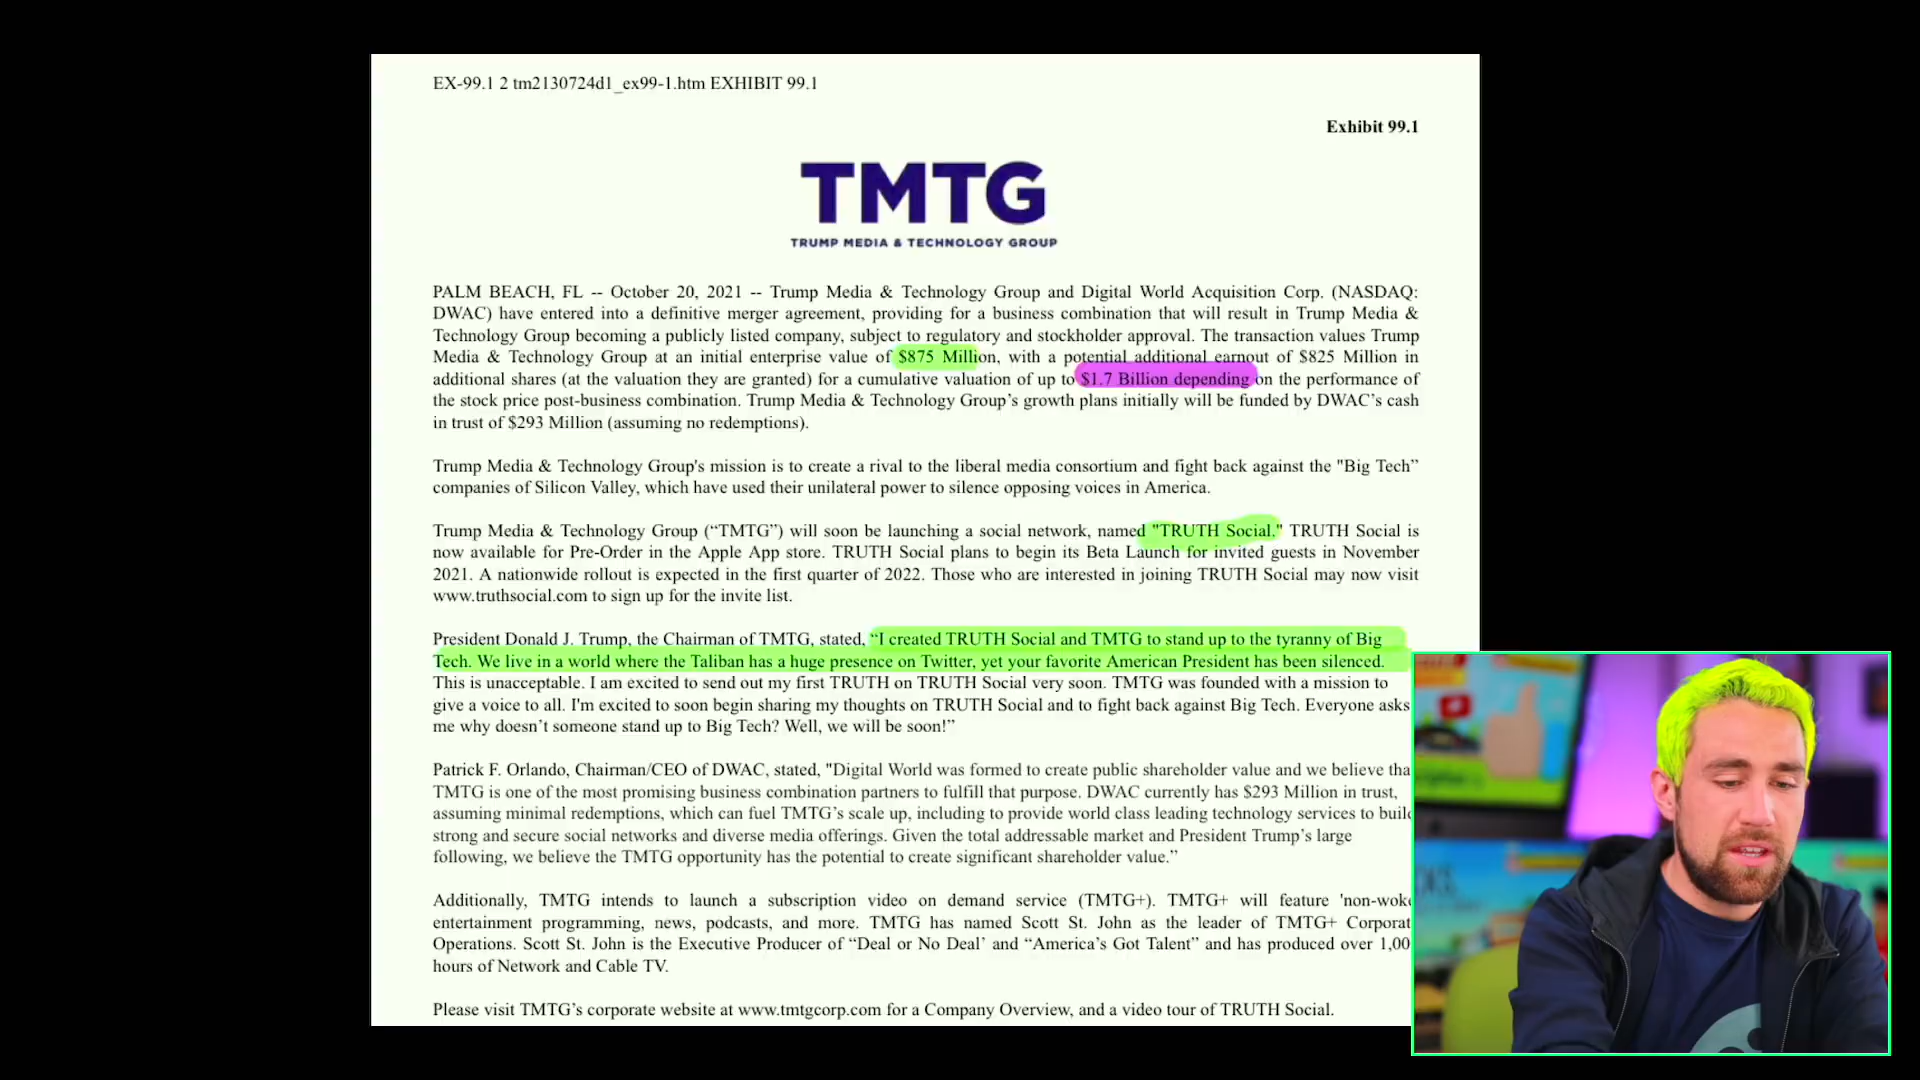 EX-99.1 2 tm2130724d1_ex99-1.htm EXHIBIT 99.1
Exhibit 99.1
TMTG
TRUMP MEDIA & TECHNOLOGY GROUP
PALM BEACH, FL -- October 20, 2021 -- Trump Media & Technology Group and Digital World Acquisition Corp. (NASDAQ:
DWAC) have entered into a definitive merger agreement, providing for a business combination that will result in Trump Media &
Technology Group becoming a publicly listed company, subject to regulatory and stockholder approval. The transaction values Trump
Media & Technology Group at an initial enterprise value of $875 Million, with a potential additional earnout of $825 Million in
additional shares (at the valuation they are granted) for a cumulative valuation of up to $1.7 Billion depending on the performance of
the stock price post-business combination. Trump Media & Technology Group’s growth plans initially will be funded by DWAC’s cash
in trust of $293 Million (assuming no redemptions).
Trump Media & Technology Group's mission is to create a rival to the liberal media consortium and fight back against the "Big Tech”
companies of Silicon Valley, which have used their unilateral power to silence opposing voices in America.
Trump Media & Technology Group (“TMTG”) will soon be launching a social network, named "TRUTH Social." TRUTH Social is
now available for Pre-Order in the Apple App store. TRUTH Social plans to begin its Beta Launch for invited guests in November
2021. A nationwide rollout is expected in the first quarter of 2022. Those who are interested in joining TRUTH Social may now visit
www.truthsocial.com to sign up for the invite list.
President Donald J. Trump, the Chairman of TMTG, stated, “I created TRUTH Social and TMTG to stand up to the tyranny of Big
Tech. We live in a world where the Taliban has a huge presence on Twitter, yet your favorite American President has been silenced.
This is unacceptable. I am excited to send out my first TRUTH on TRUTH Social very soon. TMTG was founded with a mission to
give a voice to all. I'm excited to soon begin sharing my thoughts on TRUTH Social and to fight back against Big Tech. Everyone asks
me why doesn’t someone stand up to Big Tech? Well, we will be soon!”
Patrick F. Orlando, Chairman/CEO of DWAC, stated, "Digital World was formed to create public shareholder value and we believe tha
TMTG is one of the most promising business combination partners to fulfill that purpose. DWAC currently has $293 Million in trust,
assuming minimal redemptions, which can fuel TMTG’s scale up, including to provide world class leading technology services to build
strong and secure social networks and diverse media offerings. Given the total addressable market and President Trump’s large
following, we believe the TMTG opportunity has the potential to create significant shareholder value.”
Additionally, TMTG intends to launch a subscription video on demand service (TMTG+). TMTG+ will feature 'non-woke
entertainment programming, news, podcasts, and more. TMTG has named Scott St. John as the leader of TMTG+ Corporat
Operations. Scott St. John is the Executive Producer of “Deal or No Deal’ and “America’s Got Talent” and has produced over 1,00
hours of Network and Cable TV.
Please visit TMTG’s corporate website at www.tmtgcorp.com for a Company Overview, and a video tour of TRUTH Social.